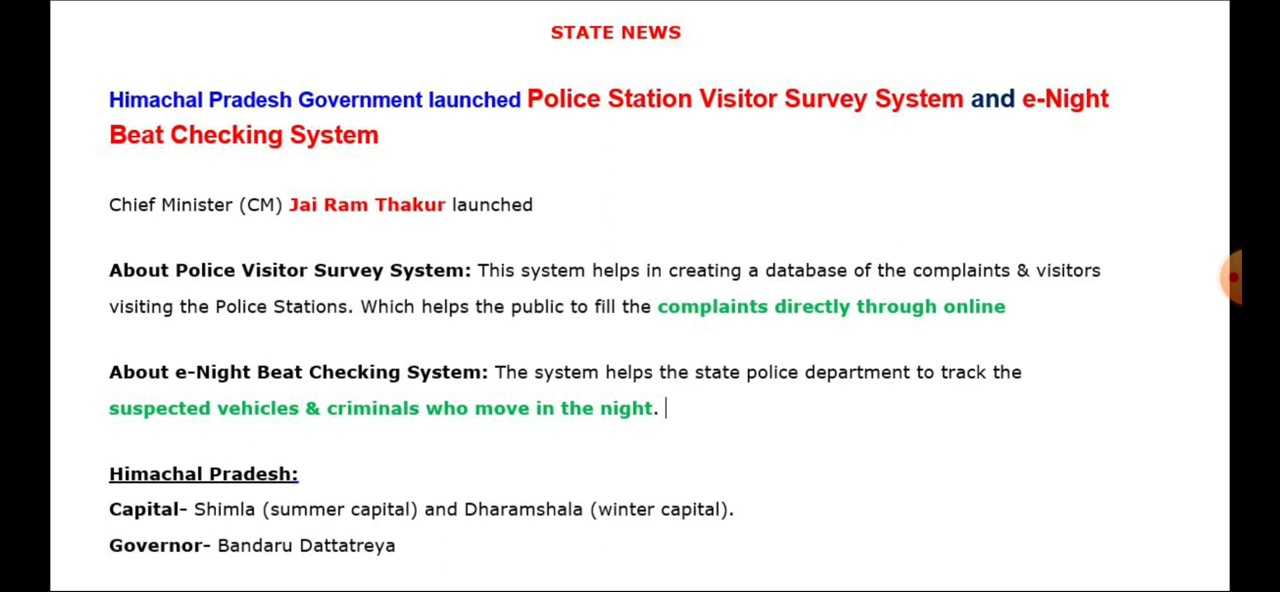 STATE NEWS
Himachal Pradesh Government launched Police Station Visitor Survey System and e-Night
Beat Checking System
Chief Minister (CM) Jai Ram Thakur launched
About Police Visitor Survey System: This system helps in creating a database of the complaints & visitors
visiting the Police Stations. Which helps the public to fill the complaints directly through online
About e-Night Beat Checking System: The system helps the state police department to track the
suspected vehicles & criminals who move in the night.
Himachal Pradesh:
Capital- Shimla (summer capital) and Dharamshala (winter capital).
Governor- Bandaru Dattatreya